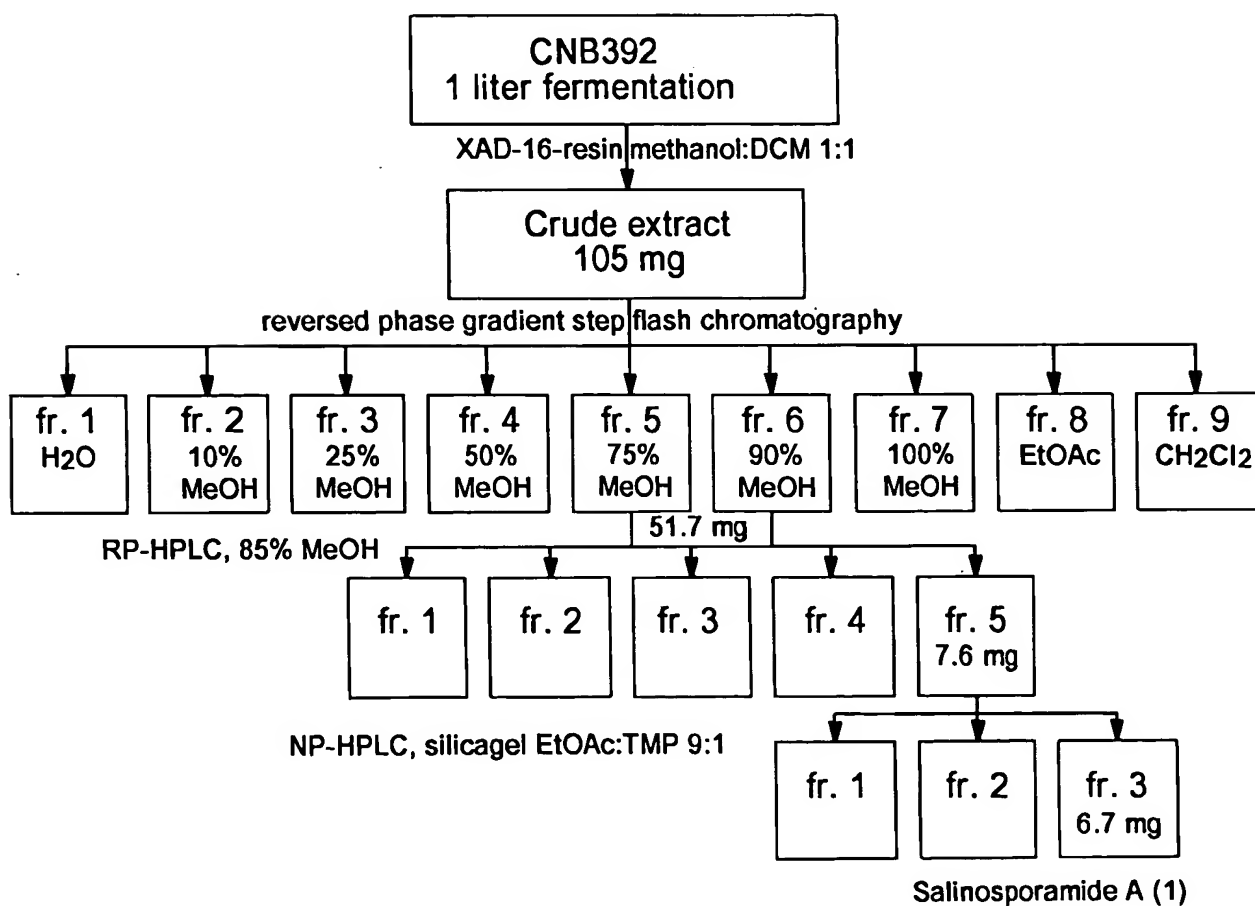 CNB392
1 liter fermentation
XAD-16-resin methanol:DCM 1:1
Crude extract
105 mg
reversed phase gradient step flash chromatography
fr. 1
H2O
fr. 2
10%
MeOH
fr. 3
25%
MeOH
fr. 4
50%
MeOH
fr. 5
75%
MeOH
fr. 6
90%
MeOH
fr. 7
100%
MeOH
fr. 8
EtOAc
fr. 9
CH2Cl2
51.7 mg
RP-HPLC, 85% MeOH
fr. 1
fr. 2
fr. 3
fr. 4
fr. 5
7.6 mg
NP-HPLC, silicagel EtOAc:TMP 9:1
fr. 1
fr. 2
fr. 3
6.7 mg
Salinosporamide A (1)